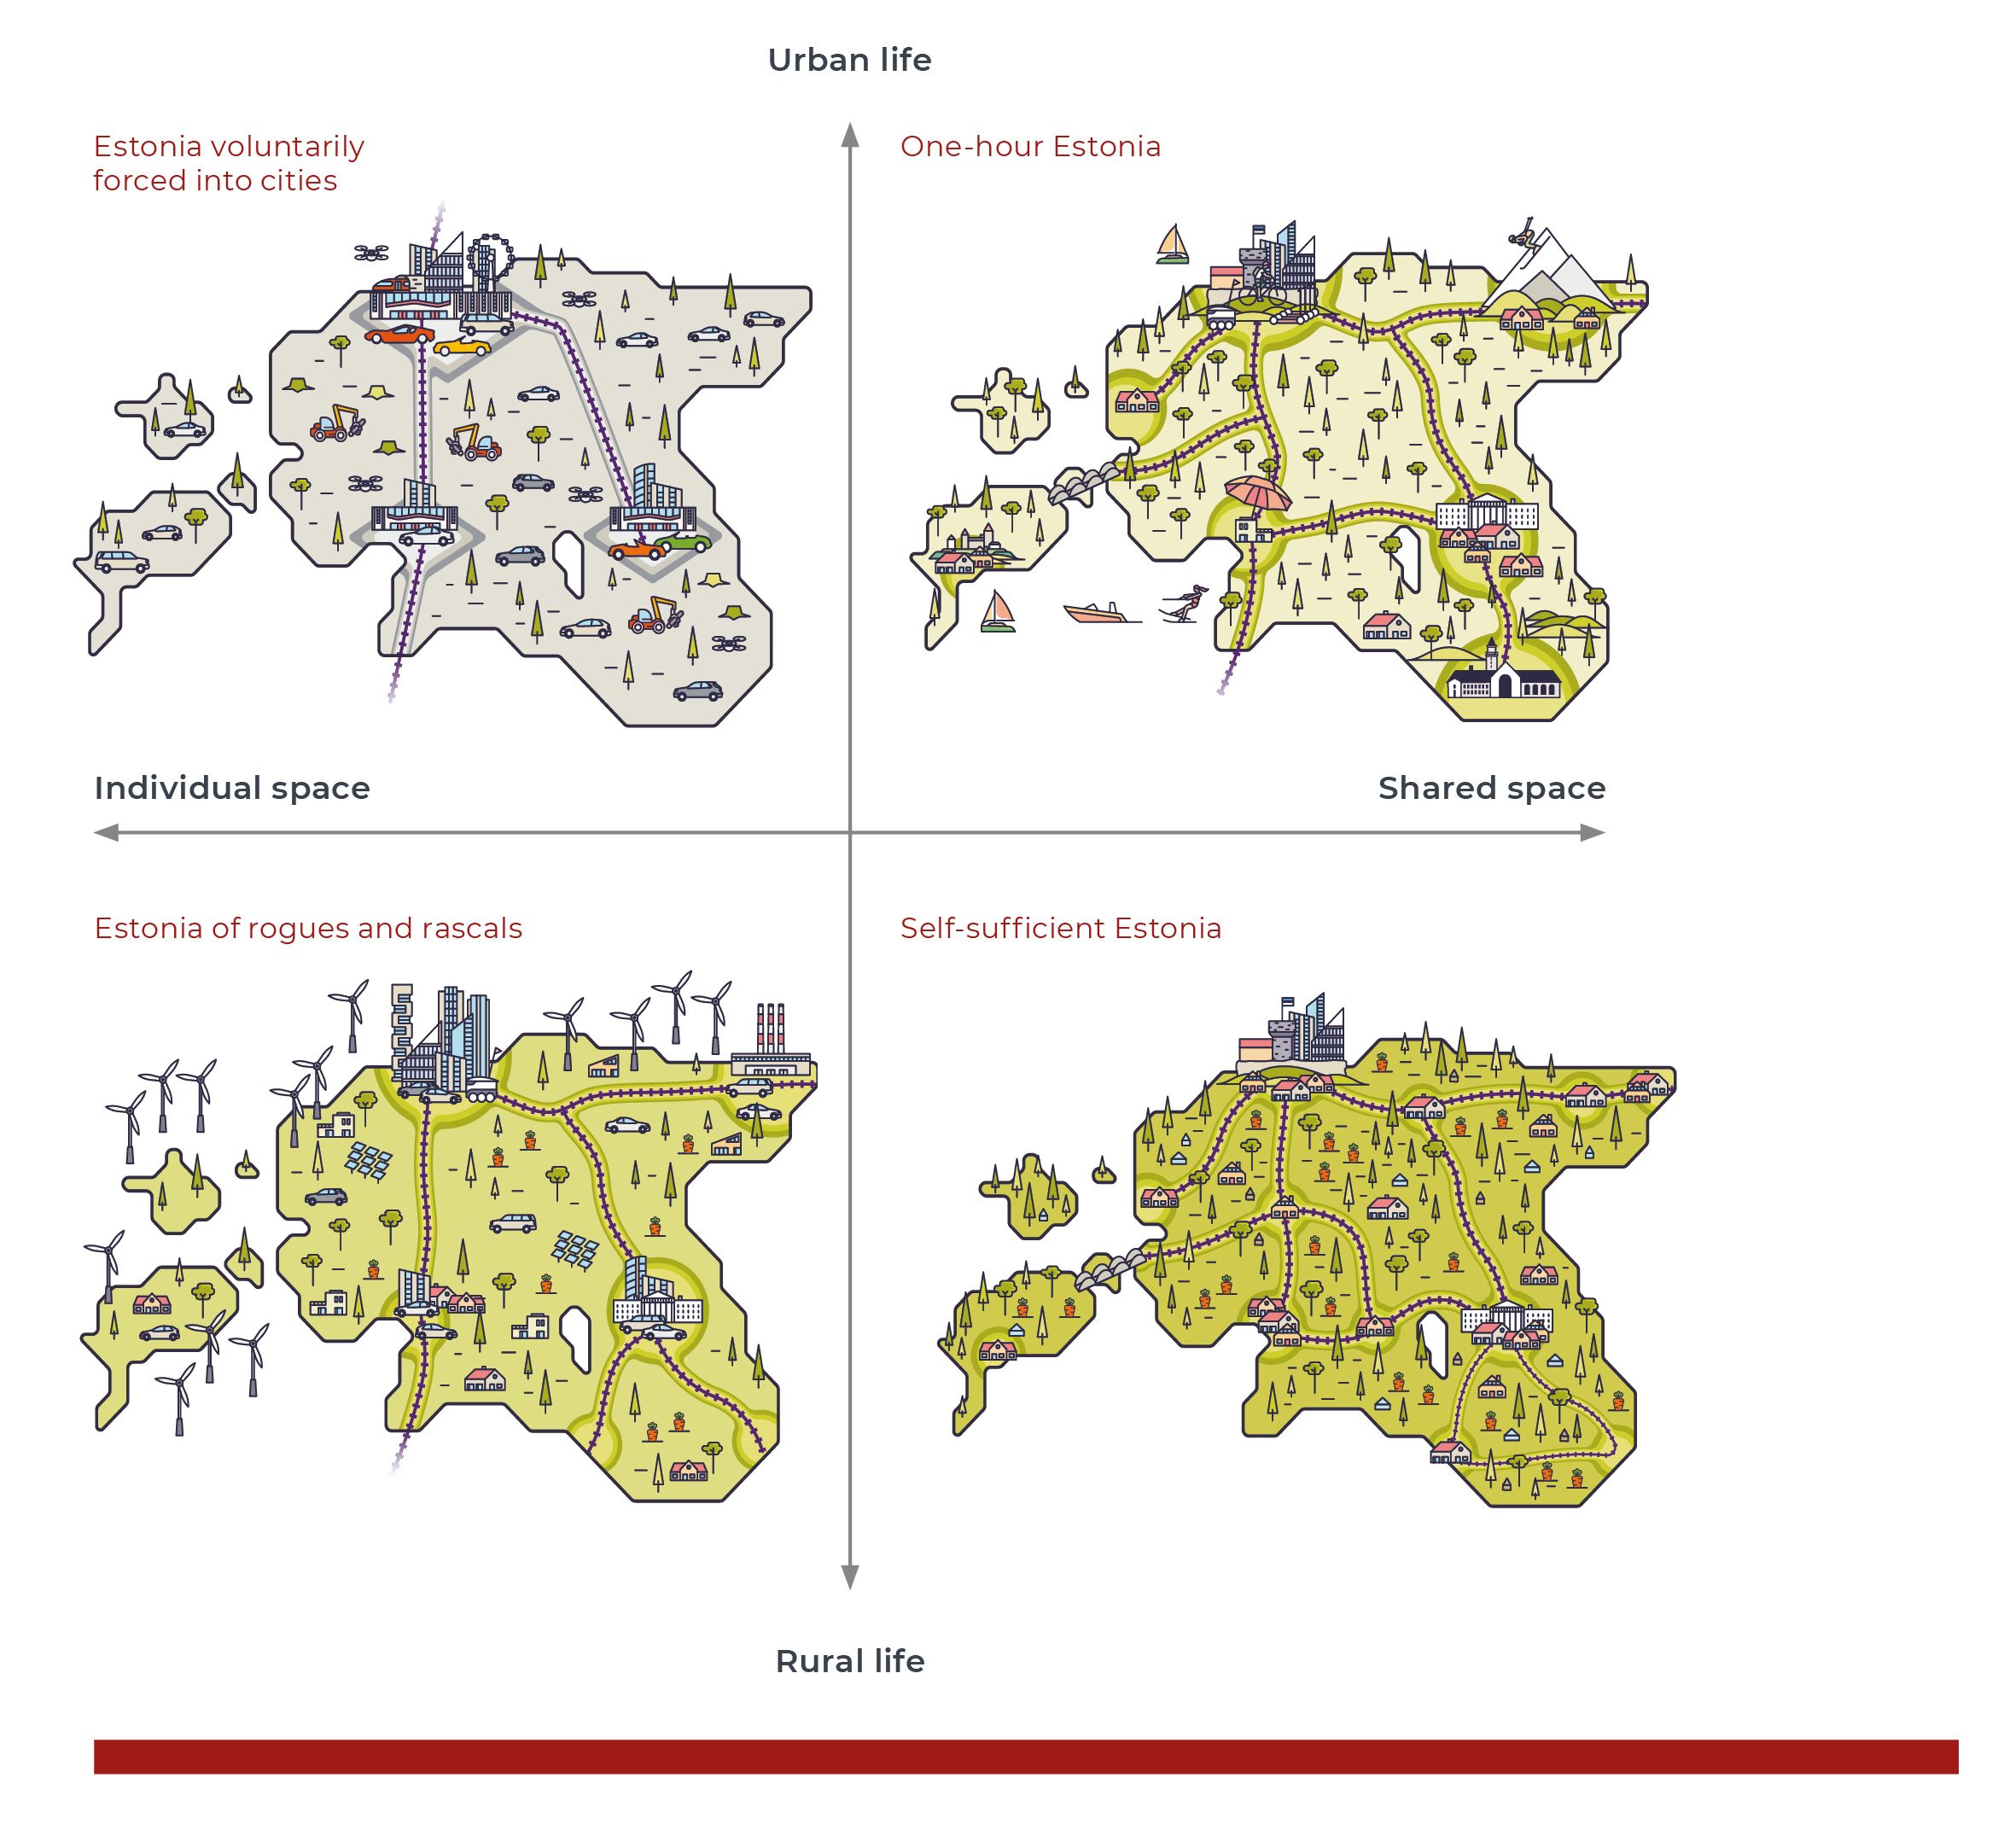 Urban life
Estonia voluntarily
forced into cities
One-hour Estonia
Individual space
Shared space
Estonia of rogues and rascals
Self-sufficient Estonia
Rural life